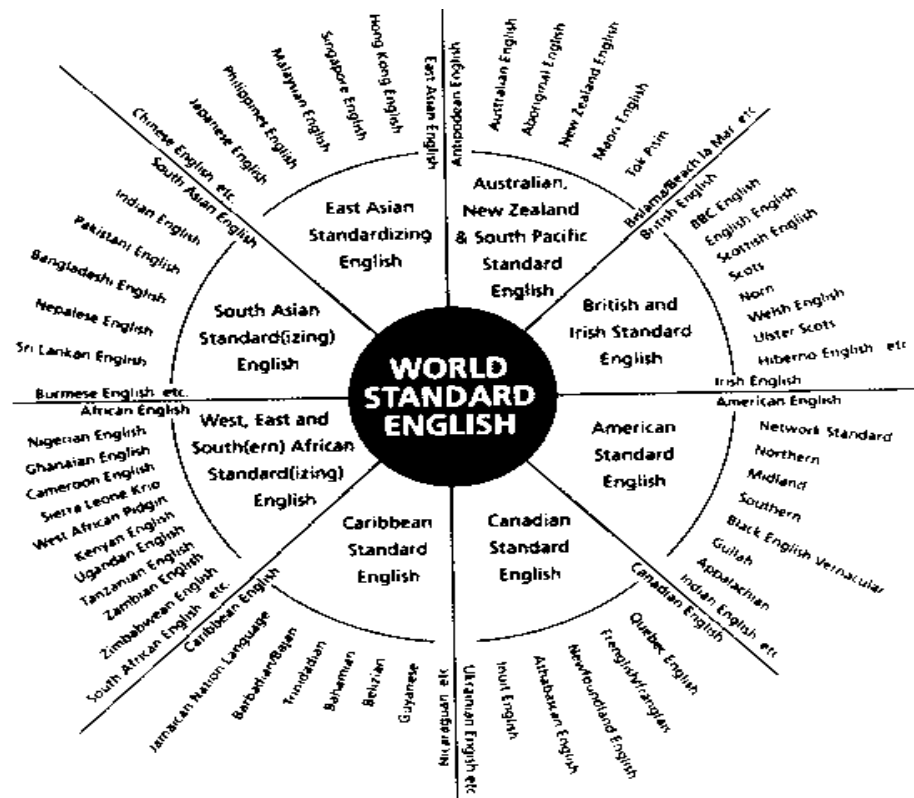 WORLD
STANDARD
ENGLISH
Australian,
New Zealand
& South Pacific
Standard
English
Antipodean English
Australian English
Aboriginal English
New Zealand English
Maori English
Tok Pisin
Bislama/Beach la Mar etc
British and
Irish Standard
English
British English
BBC English
English English
Scottish English
Scots
Norn
Welsh English
Ulster Scots
Hiberno English etc
Irish English
American
Standard
English
American English
Network Standard
Northern
Midland
Southern
Black English Vernacular
Gullah
Appalachian
Indian English etc
Canadian
Standard
English
Canadian English
Quebec English
Frenglish/franglais
Newfoundland English
Athabascan English
Inuit English
Ukrainian English etc
Caribbean
Standard
English
Caribbean English
Jamaican Nation Language
Barbadian/Bajan
Trinidadian
Bahamian
Belizian
Guyanese
Nicaraguan etc
West, East and
South(ern) African
Standard(izing)
English
African English
Nigerian English
Ghanaian English
Cameroon English
Sierra Leone Krio
West African Pidgin
Kenyan English
Ugandan English
Tanzanian English
Zambian English
Zimbabwean English
South African English etc.
South Asian
Standard(izing)
English
South Asian English
Indian English
Pakistani English
Bangladeshi English
Nepalese English
Sri Lankan English
Burmese English etc.
East Asian
Standardizing
English
East Asian English
Hong Kong English
Singapore English
Malaysian English
Philippines English
Japanese English
Chinese English etc.